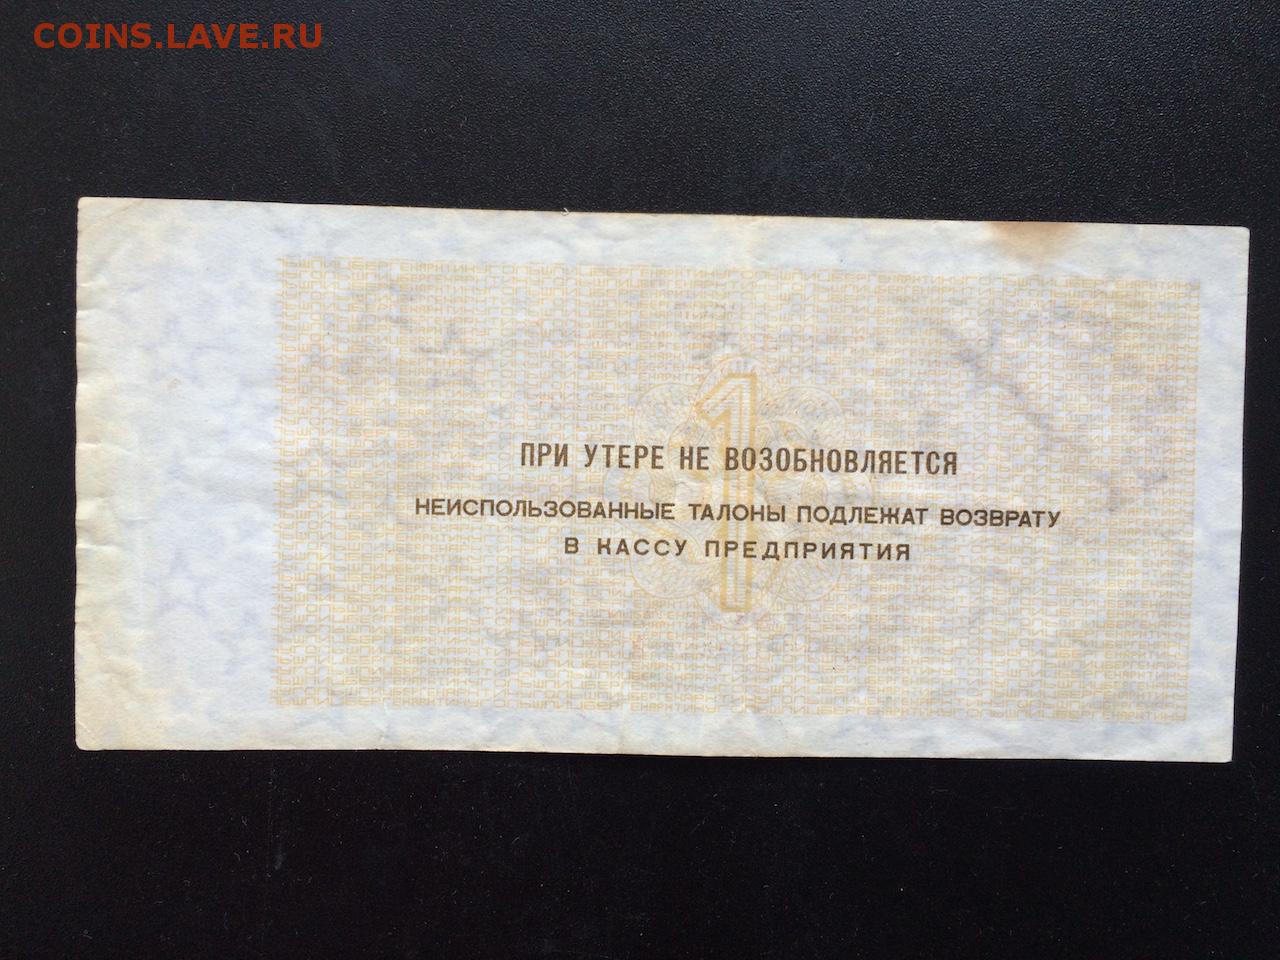 COINS.LAVE.RU
1
ПРИ УТЕРЕ НЕ ВОЗОБНОВЛЯЕТСЯ
НЕИСПОЛЬЗОВАННЫЕ ТАЛОНЫ ПОДЛЕЖАТ ВОЗВРАТУ
В КАССУ ПРЕДПРИЯТИЯ